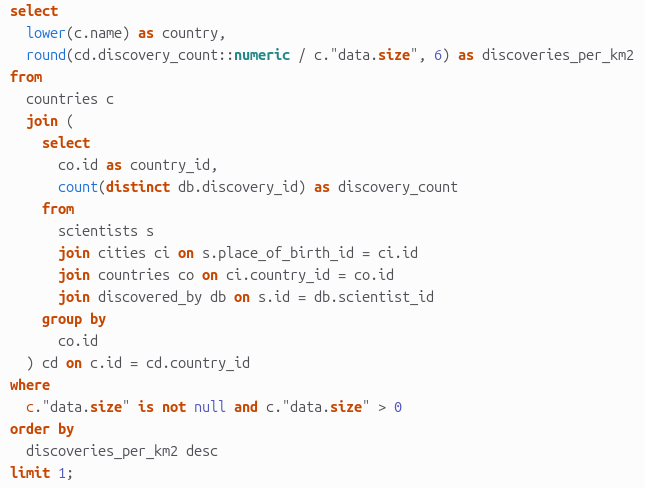 select
  lower(c.name) as country,
  round(cd.discovery_count::numeric / c."data.size", 6) as discoveries_per_km2
from
  countries c
  join (
    select
      co.id as country_id,
      count(distinct db.discovery_id) as discovery_count
    from
      scientists s
      join cities ci on s.place_of_birth_id = ci.id
      join countries co on ci.country_id = co.id
      join discovered_by db on s.id = db.scientist_id
    group by
      co.id
  ) cd on c.id = cd.country_id
where
  c."data.size" is not null and c."data.size" > 0
order by
  discoveries_per_km2 desc
limit 1;